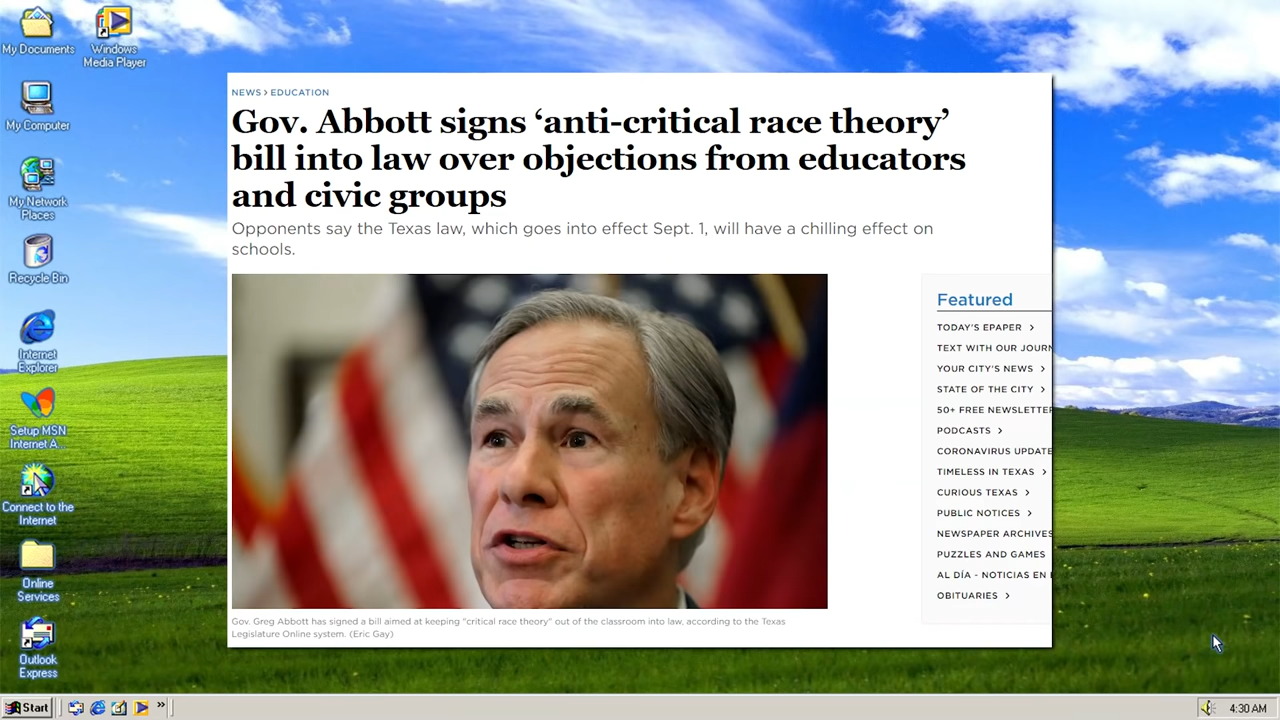 My Documents
Windows
Media Player
My Computer
My Network
Places
Recycle Bin
Internet
Explorer
Setup MSN
Internet A...
Connect to the
Internet
Online
Services
Outlook
Express
NEWS > EDUCATION
Gov. Abbott signs ‘anti-critical race theory’
bill into law over objections from educators
and civic groups
Opponents say the Texas law, which goes into effect Sept. 1, will have a chilling effect on
schools.
Gov. Greg Abbott has signed a bill aimed at keeping "critical race theory" out of the classroom into law, according to the Texas
Legislature Online system. (Eric Gay)
Featured
TODAY'S EPAPER >
TEXT WITH OUR JOURN
YOUR CITY'S NEWS >
STATE OF THE CITY >
50+ FREE NEWSLETTER
PODCASTS >
CORONAVIRUS UPDATE
TIMELESS IN TEXAS >
CURIOUS TEXAS >
PUBLIC NOTICES >
NEWSPAPER ARCHIVES
PUZZLES AND GAMES
AL DÍA - NOTICIAS EN
OBITUARIES >
Start
»
4:30 AM